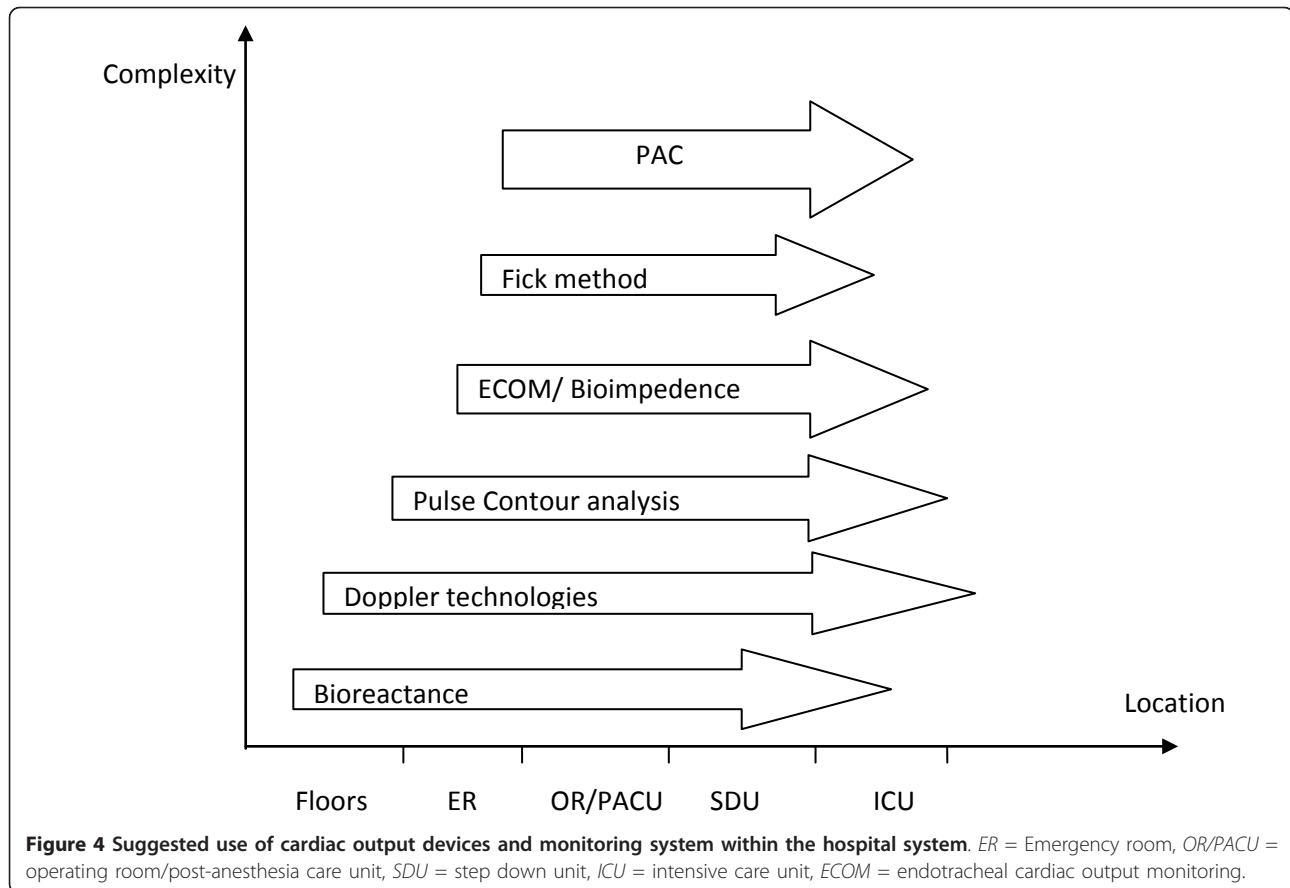 Complexity
PAC
Fick method
ECOM/ Bioimpedence
Pulse Contour analysis
Doppler technologies
Bioreactance
Location
Floors ER OR/PACU SDU ICU
Figure 4 Suggested use of cardiac output devices and monitoring system within the hospital system. ER = Emergency room, OR/PACU =
operating room/post-anesthesia care unit, SDU = step down unit, ICU = intensive care unit, ECOM = endotracheal cardiac output monitoring.